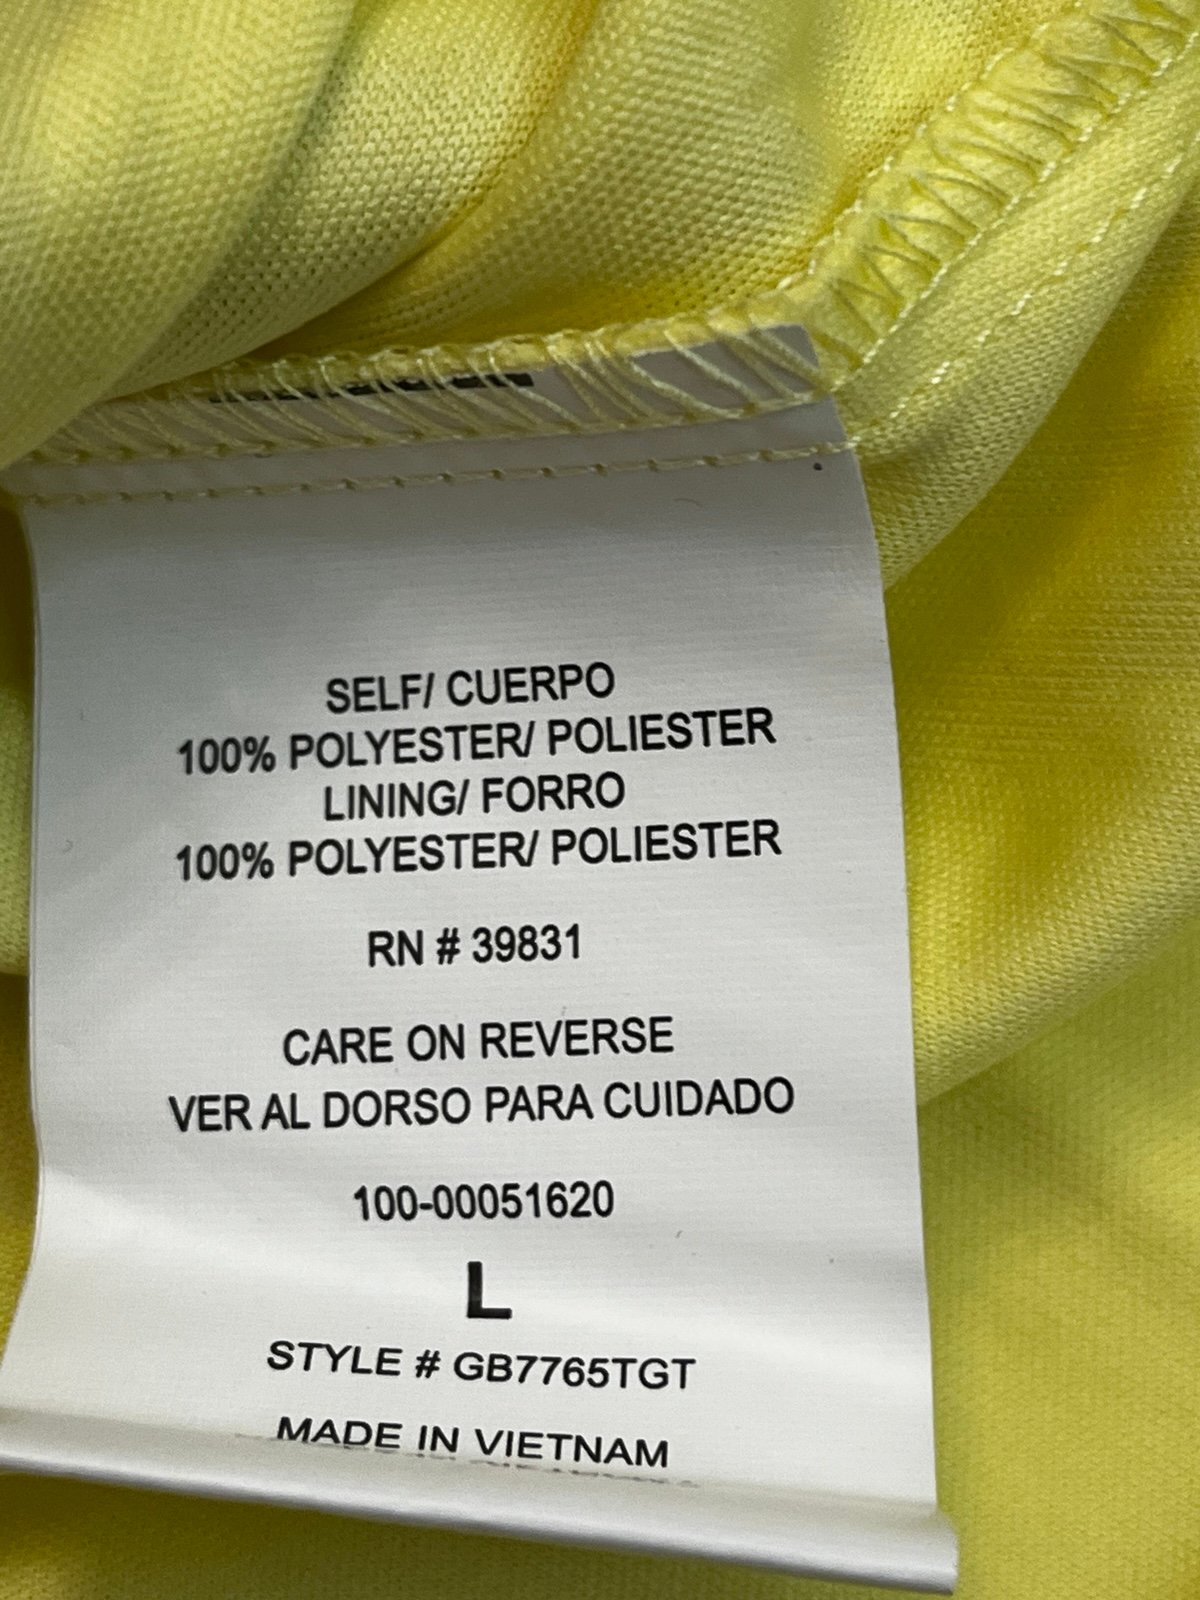 SELF/ CUERPO
100% POLYESTER/ POLIESTER
LINING/ FORRO
100% POLYESTER/ POLIESTER
RN # 39831
CARE ON REVERSE
VER AL DORSO PARA CUIDADO
100-00051620
L
STYLE # GB7765TGT
MADE IN VIETNAM